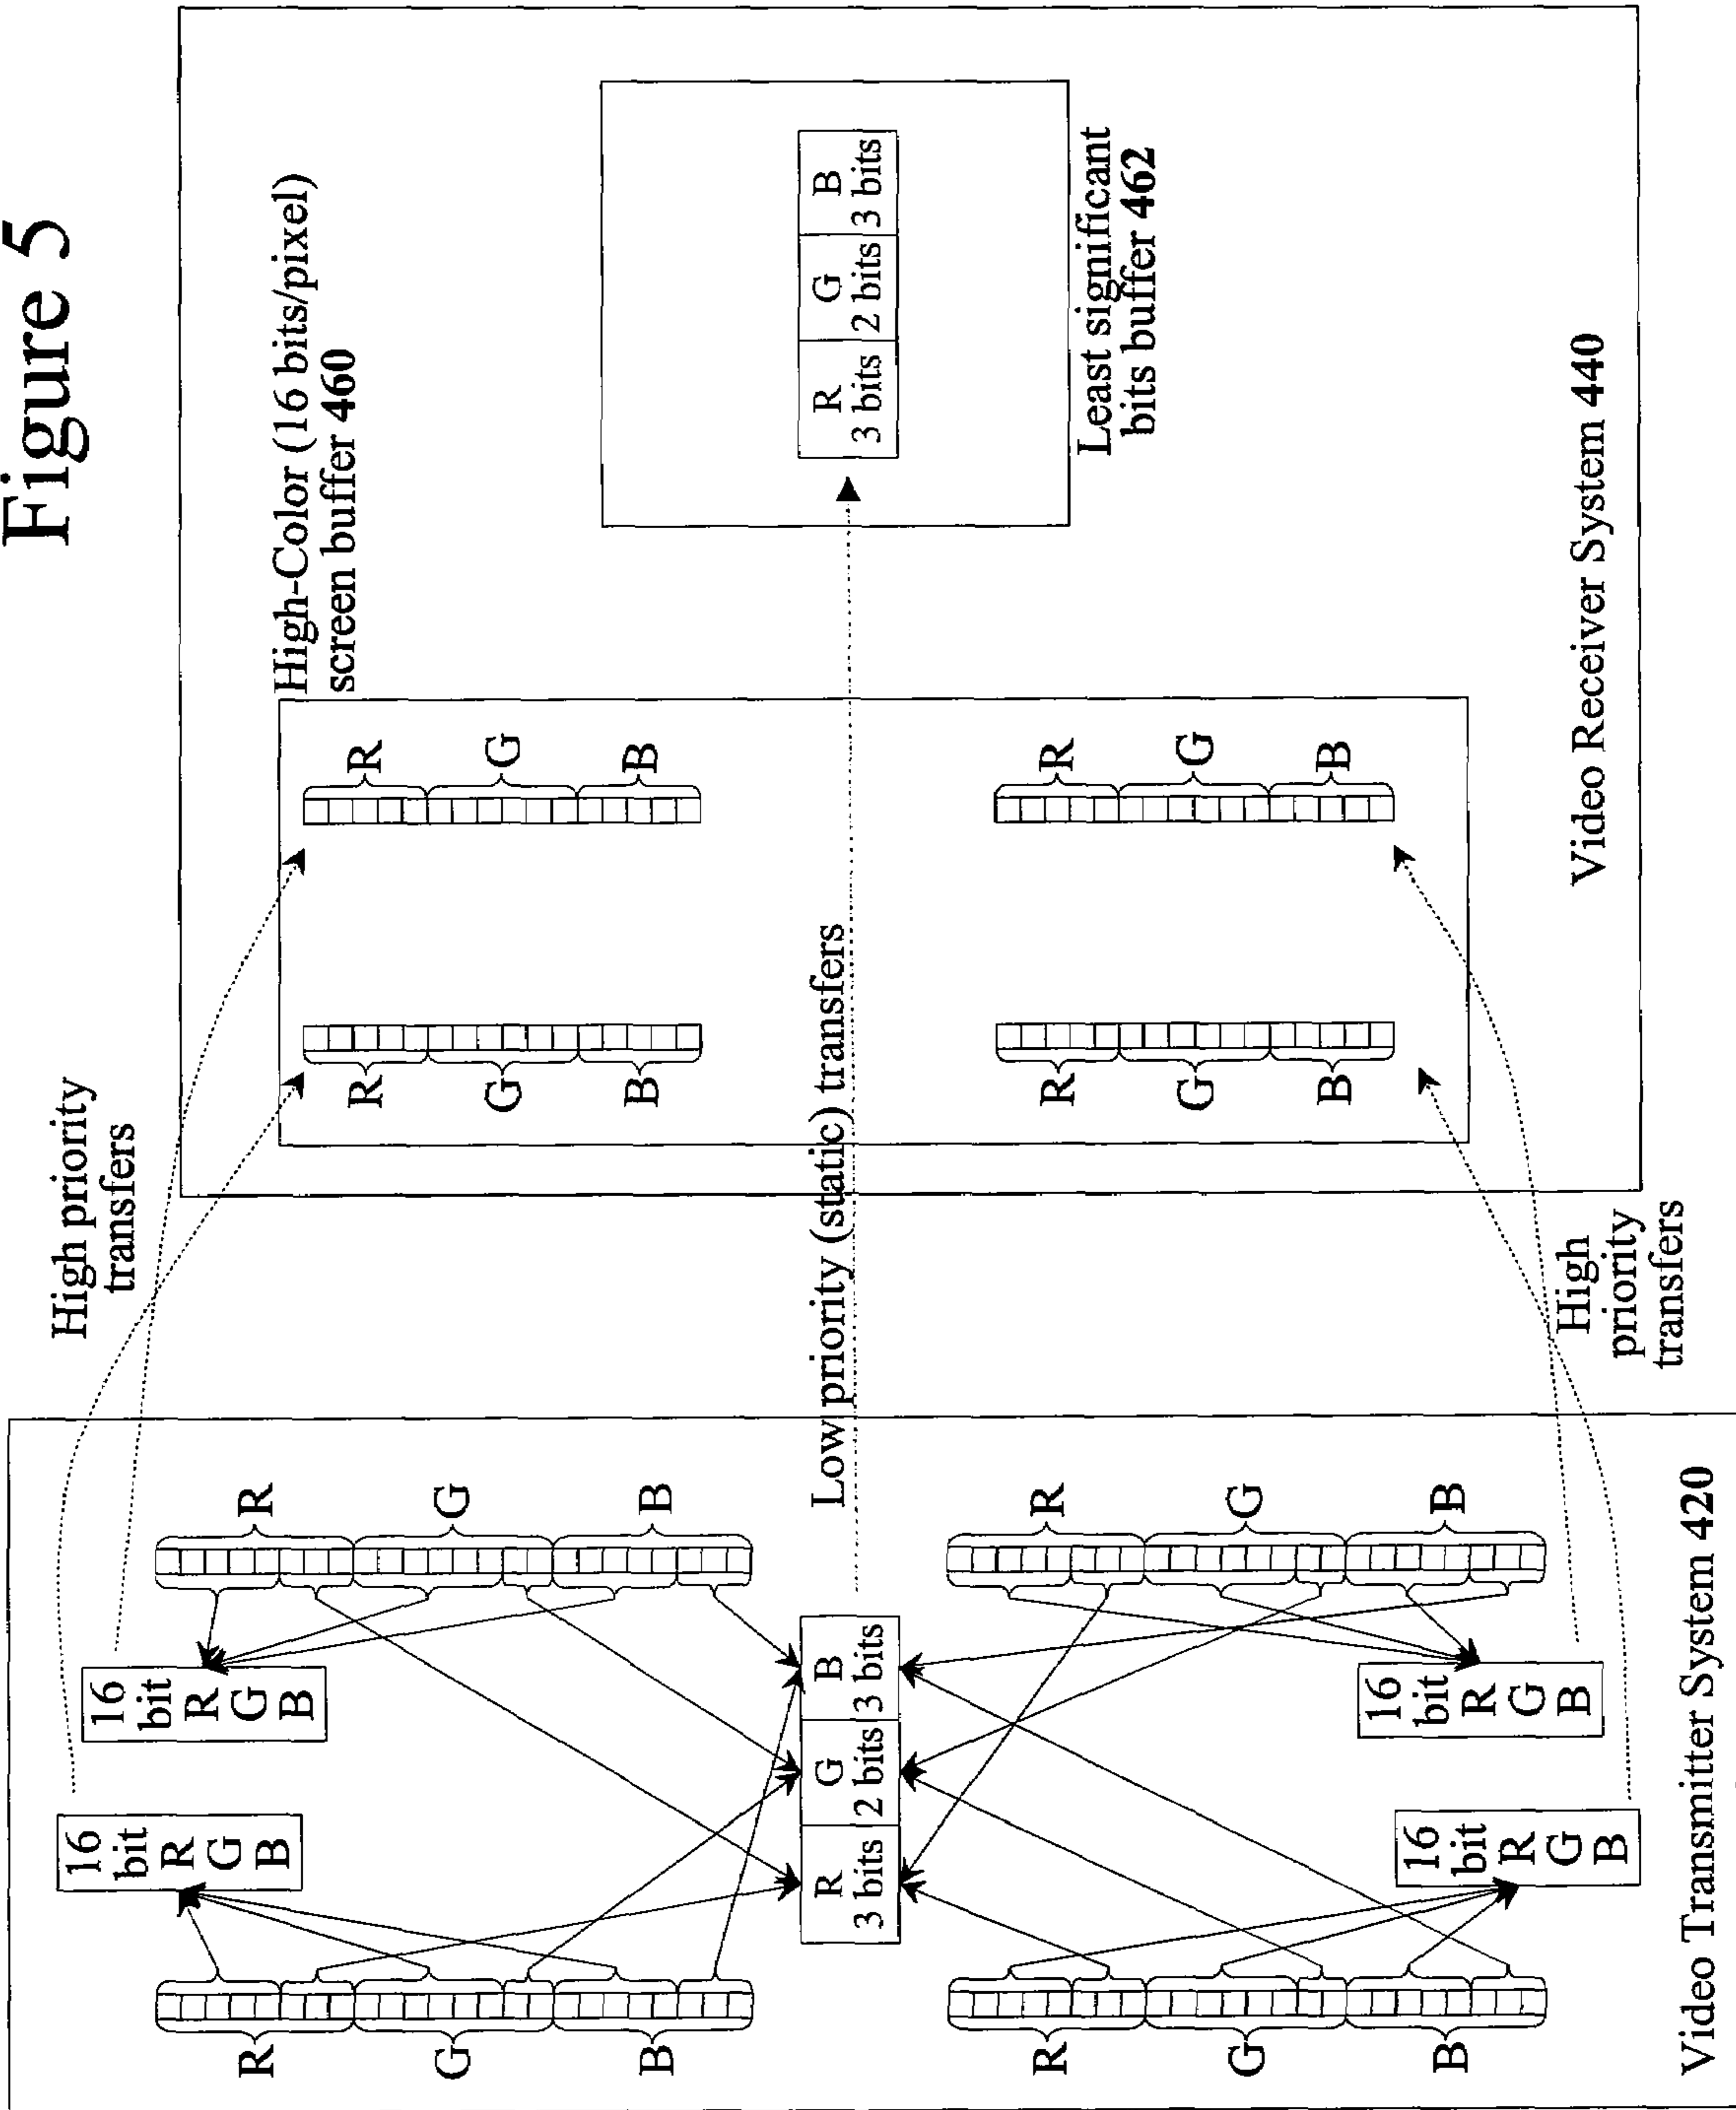 Figure 5
High priority
transfers
High-Color (16 bits/pixel)
screen buffer 460
R
G
B
R
G
B
R
G
B
R
G
B
R
3 bits
G
2 bits
B
3 bits
Least significant
bits buffer 462
Video Receiver System 440
Low priority (static) transfers
High
priority
transfers
R
G
B
R
G
B
16
bit
R
G
B
16
bit
R
G
B
R
3 bits
G
2 bits
B
3 bits
16
bit
R
G
B
16
bit
R
G
B
R
G
B
R
G
B
Video Transmitter System 420